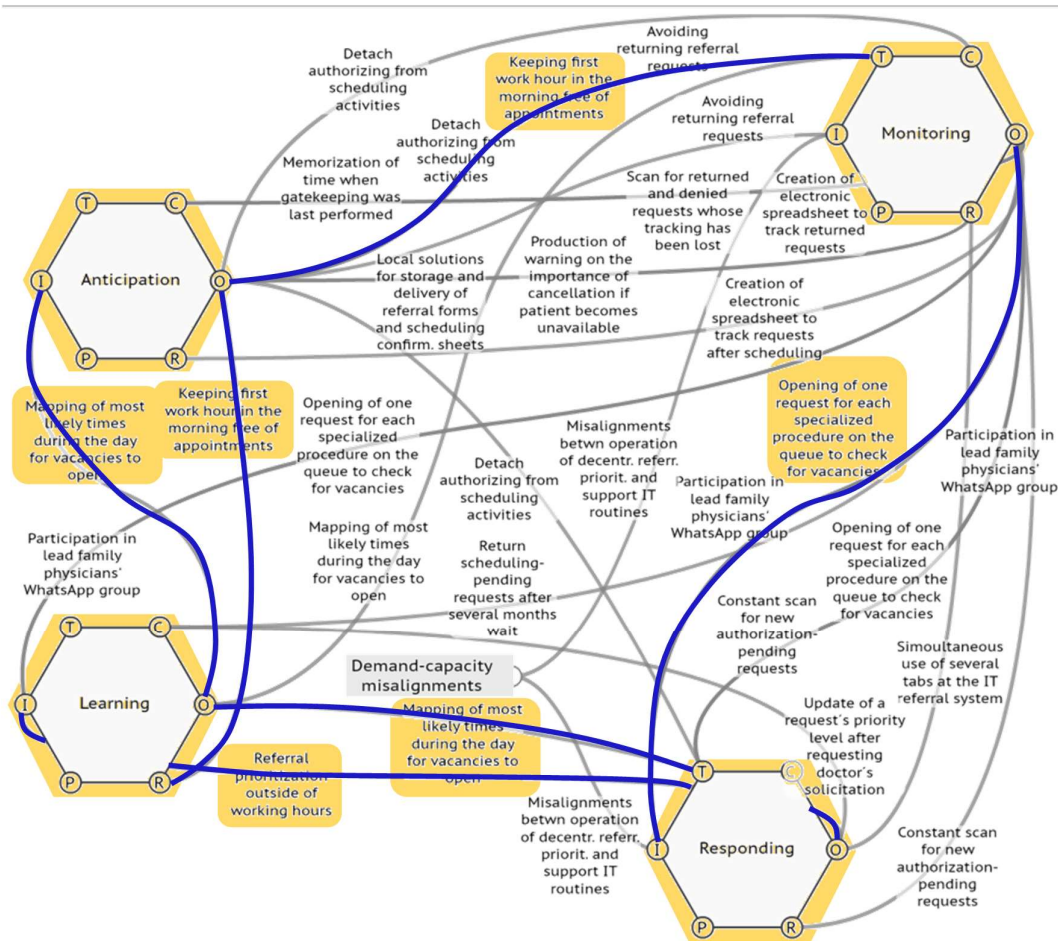 Detach
authorizing from
scheduling
activities
Keeping first
work hour in the
morning free of
appointments
Avoiding
returning referral
requests
T
C
Avoiding
returning referral
requests
I
Monitoring
O
Detach
authorizing from
scheduling
activities
Memorization of
time when
gatekeeping was
last performed
Scan for returned
and denied
requests whose
tracking has
been lost
Creation of
electronic
spreadsheet to
track returned
requests
P
R
T
C
I
Anticipation
O
P
R
Local solutions
for storage and
delivery of
referral forms
and scheduling
confirm. sheets
Production of
warning on the
importance of
cancellation if
patient becomes
unavailable
Creation of
electronic
spreadsheet to
track requests
after scheduling
Mapping of most
likely times
during the day
for vacancies to
open
Keeping first
work hour in the
morning free of
appointments
Opening of one
request for each
specialized
procedure on the
queue to check
for vacancies
Opening of one
request for each
specialized
procedure on the
queue to check
for vacancies
Misalignments
betwn operation
of decentr. referr.
priorit. and
support IT
routines
Participation in
lead family
physicians'
WhatsApp group
Detach
authorizing from
scheduling
activities
Participation in
lead family
physicians'
WhatsApp group
Participation in
lead family
physicians'
WhatsApp group
Mapping of most
likely times
during the day
for vacancies to
open
Return
scheduling-
pending
requests after
several months
wait
Opening of one
request for each
specialized
procedure on the
queue to check
for vacancies
Constant scan
for new
authorization-
pending
requests
T
C
I
Learning
O
P
R
Demand-capacity
misalignments
Simoultaneous
use of several
tabs at the IT
referral system
Mapping of most
likely times
during the day
for vacancies to
open
Update of a
request´s priority
level after
requesting
doctor´s
solicitation
Referral
prioritization
outside of
working hours
Misalignments
betwn operation
of decentr. referr.
priorit. and
support IT
routines
T
C
I
Responding
O
P
R
Constant scan
for new
authorization-
pending
requests